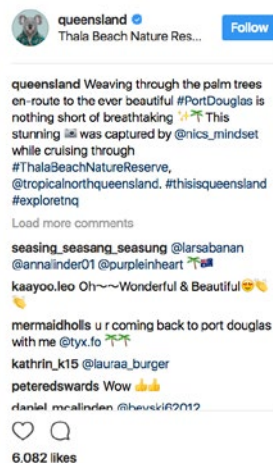 queensland
Follow
Thala Beach Nature Res...
queensland Weaving through the palm trees
en-route to the ever beautiful #PortDouglas is
nothing short of breathtaking ✨🌴 This
stunning 📷 was captured by @nics_mindset
while cruising through
#ThalaBeachNatureReserve,
@tropicalnorthqueensland. #thisisqueensland
#exploretnq
Load more comments
seasing_seasang_seasung @larsabanan
@annalinder01 @purpleinheart 🌴🇦🇺
kaayoo.leo Oh~~Wonderful & Beautiful😍👏
👏
mermaidholls u r coming back to port douglas
with me @tyx.fo 🌴🌴
kathrin_k15 @lauraa_burger
peteredswards Wow 👍👍
daniel_mcalinden @bevski62012
6,082 likes